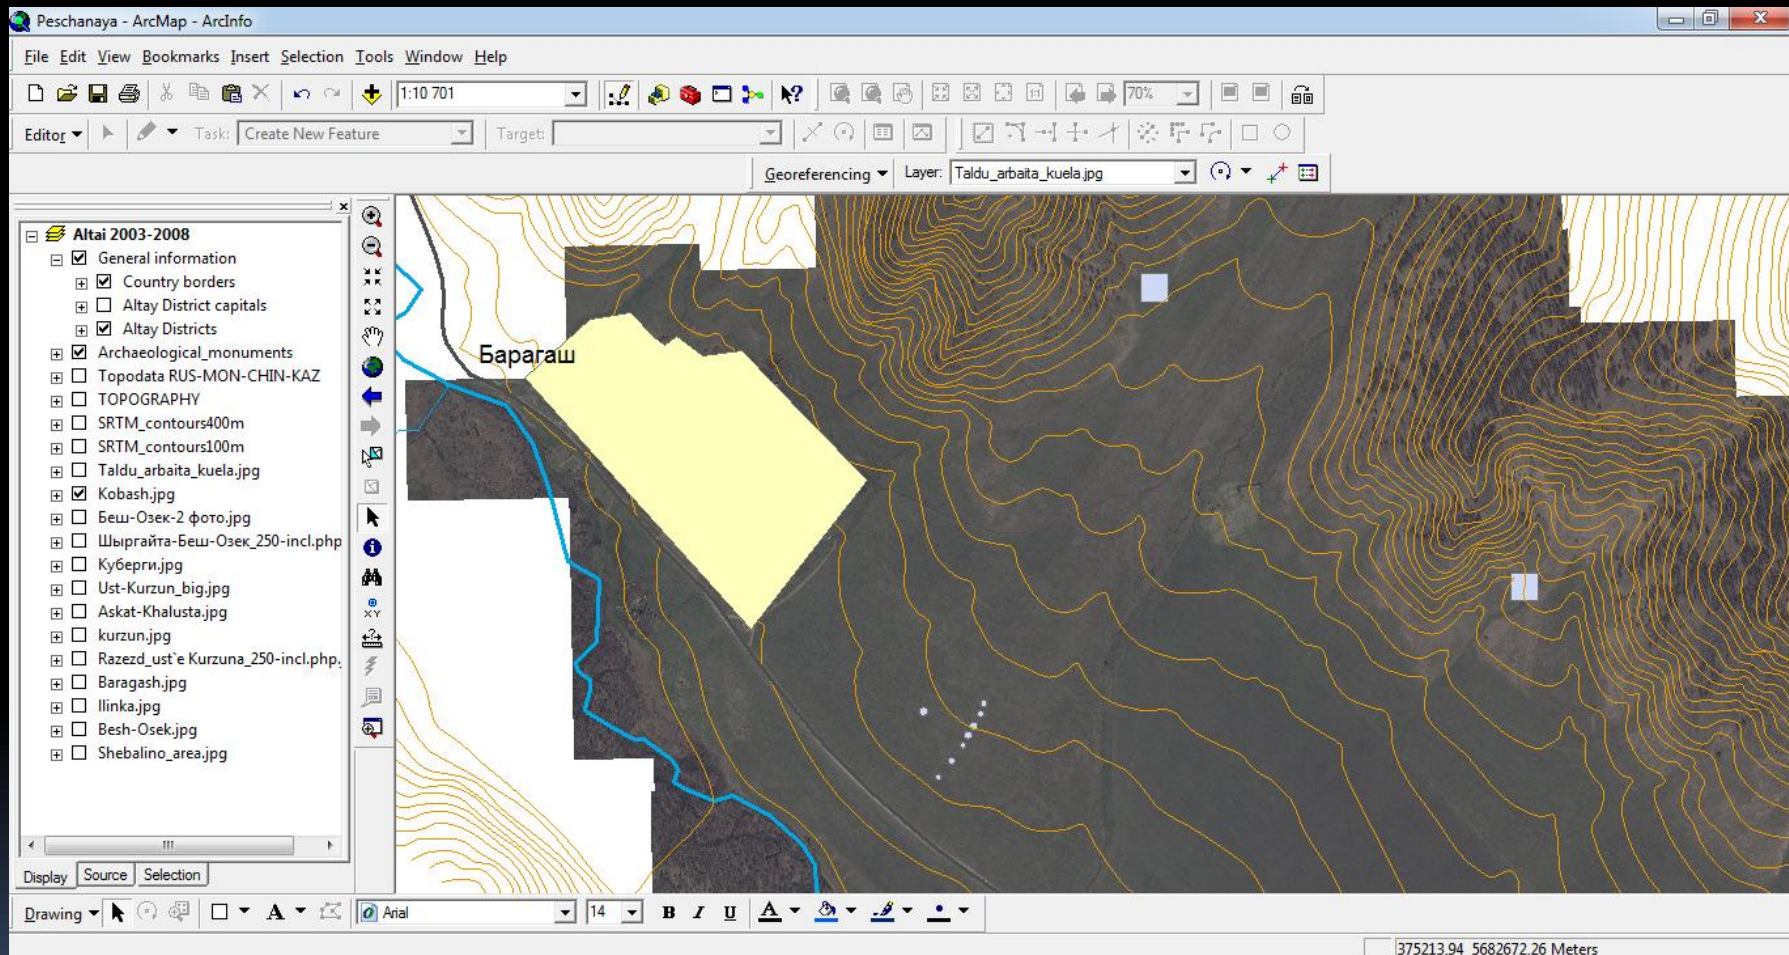 Peschanaya - ArcMap - ArcInfo
File Edit View Bookmarks Insert Selection Tools Window Help
1:10 701
70%
Editor Task: Create New Feature Target:
Georeferencing Layer: Taldu_arbaita_kuela.jpg
Altai 2003-2008
General information
Country borders
Altay District capitals
Altay Districts
Archaeological_monuments
Topodata RUS-MON-CHIN-KAZ
TOPOGRAPHY
SRTM_contours400m
SRTM_contours100m
Taldu_arbaita_kuela.jpg
Kobash.jpg
Беш-Озек-2 фото.jpg
Шыргайта-Беш-Озек_250-incl.php
Куберги.jpg
Ust-Kurzun_big.jpg
Askat-Khalusta.jpg
kurzun.jpg
Razezd_ust`e Kurzuna_250-incl.php.
Baragash.jpg
Ilinka.jpg
Besh-Osek.jpg
Shebalino_area.jpg
Display Source Selection
Барагаш
Drawing A Arial 14 B I U A
375213,94 5682672,26 Meters